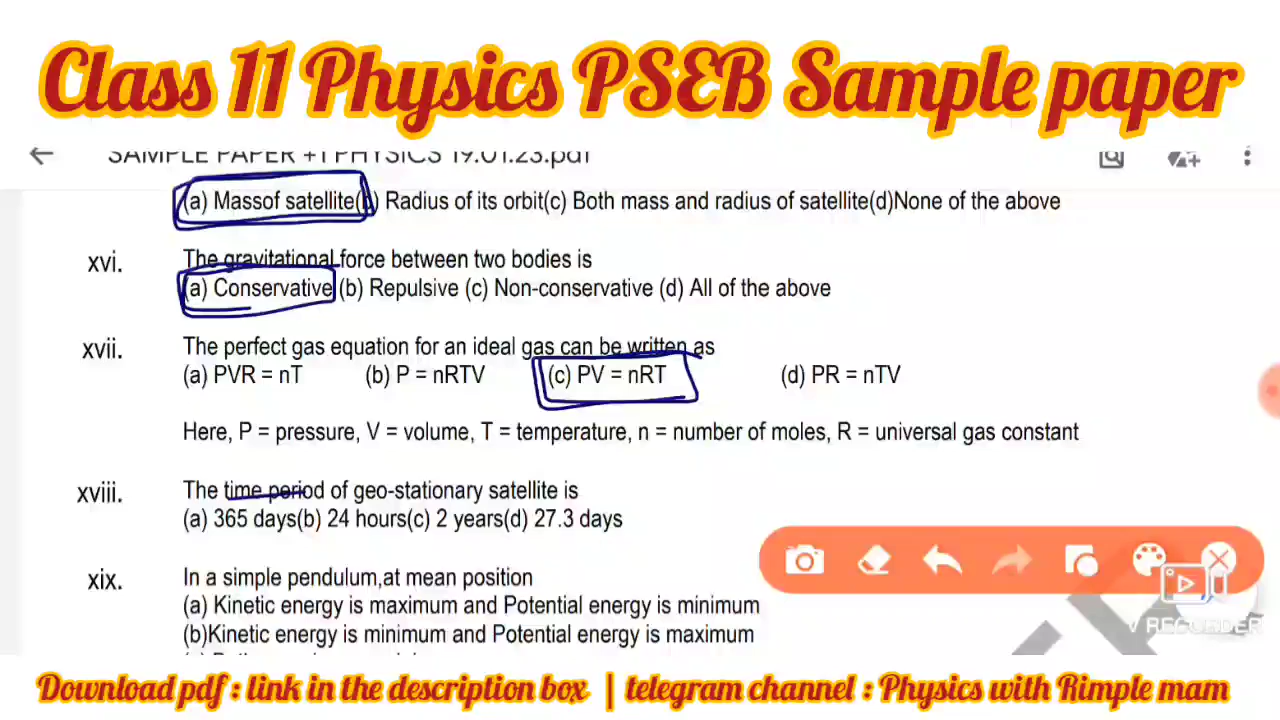 Class 11 Physics PSEB Sample paper
SAMPLE PAPER +1 PHYSICS 19.01.23.pdf
(a) Massof satellite(b) Radius of its orbit(c) Both mass and radius of satellite(d)None of the above
xvi. The gravitational force between two bodies is
(a) Conservative (b) Repulsive (c) Non-conservative (d) All of the above
xvii. The perfect gas equation for an ideal gas can be written as
(a) PVR = nT (b) P = nRTV (c) PV = nRT (d) PR = nTV
Here, P = pressure, V = volume, T = temperature, n = number of moles, R = universal gas constant
xviii. The time period of geo-stationary satellite is
(a) 365 days(b) 24 hours(c) 2 years(d) 27.3 days
xix. In a simple pendulum,at mean position
(a) Kinetic energy is maximum and Potential energy is minimum
(b)Kinetic energy is minimum and Potential energy is maximum
V RECORDER
Download pdf : link in the description box | telegram channel : Physics with Rimple mam